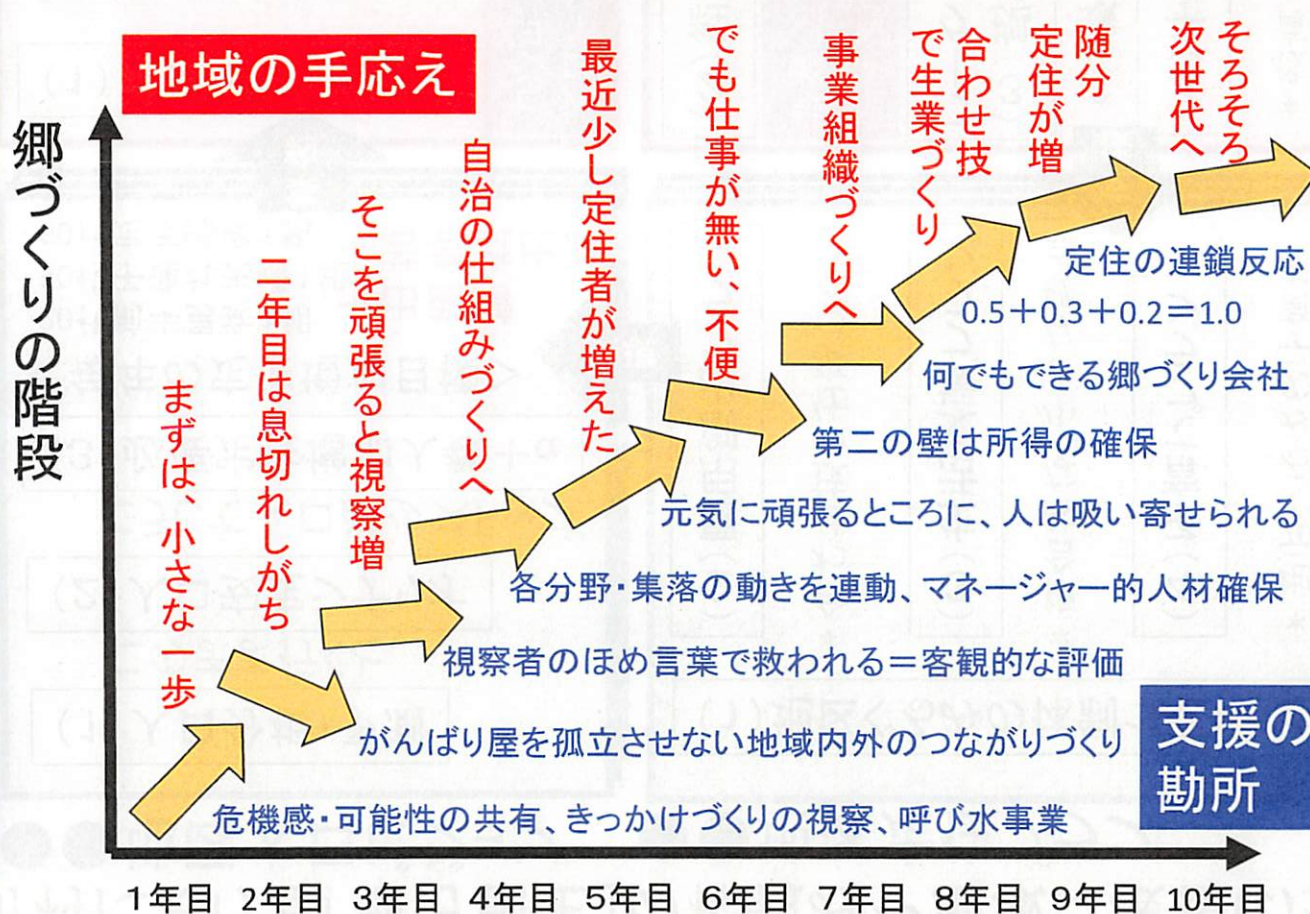 地域の手応え
郷づくりの階段
まずは、小さな一歩
二年目は息切れしがち
そこを頑張ると視察増
自治の仕組みづくりへ
最近少し定住者が増えた
でも仕事が無い、不便
事業組織づくりへ
合わせ技
で生業づくり
随分
定住が増
そろそろ
次世代へ
定住の連鎖反応
0.5＋0.3＋0.2＝1.0
何でもできる郷づくり会社
第二の壁は所得の確保
元気に頑張るところに、人は吸い寄せられる
各分野・集落の動きを連動、マネージャー的人材確保
視察者のほめ言葉で救われる＝客観的な評価
がんばり屋を孤立させない地域内外のつながりづくり
危機感・可能性の共有、きっかけづくりの視察、呼び水事業
支援の
勘所
1年目 2年目 3年目 4年目 5年目 6年目 7年目 8年目 9年目 10年目